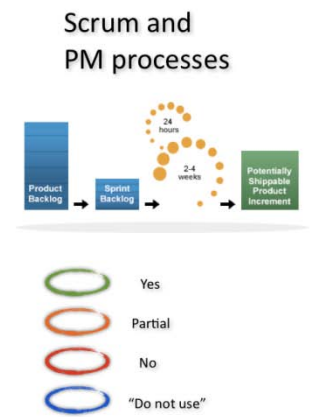 Scrum and
PM processes
24
hours
2-4
weeks
Product
Backlog
Sprint
Backlog
Potentially
Shippable
Product
Increment
Yes
Partial
No
“Do not use”